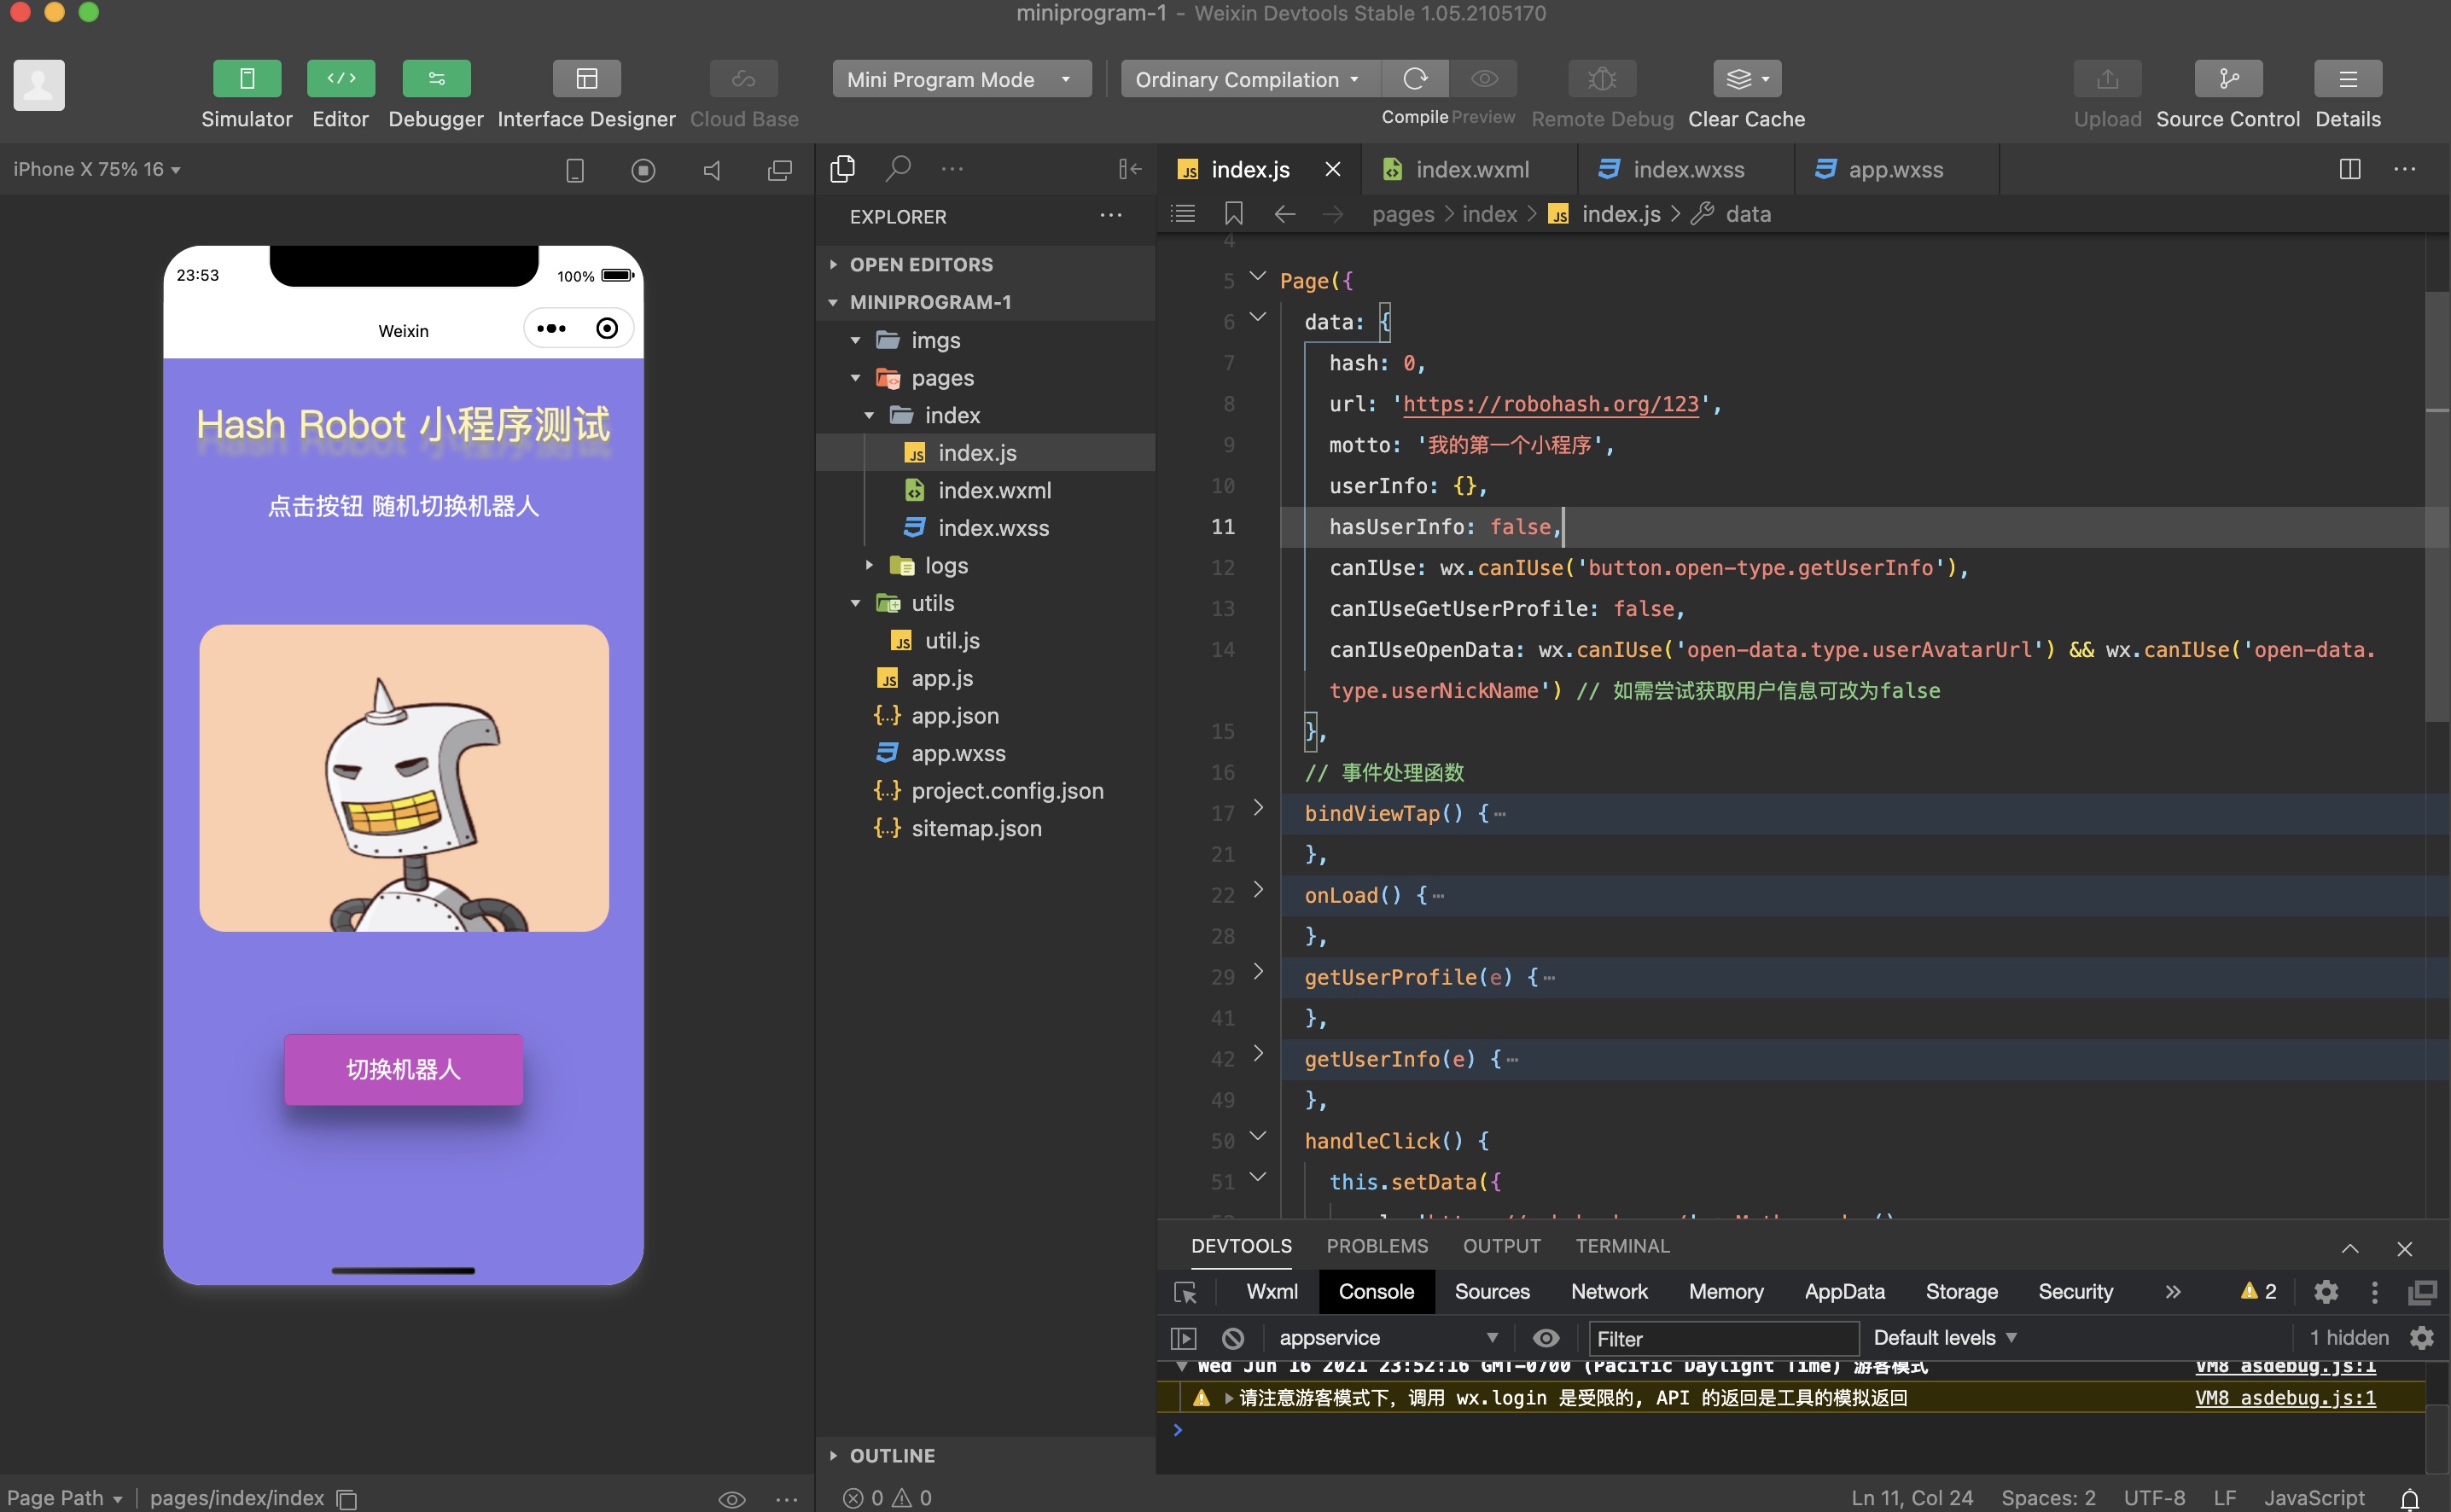 miniprogram-1 - Weixin Devtools Stable 1.05.2105170
Simulator Editor Debugger Interface Designer Cloud Base
Mini Program Mode
Ordinary Compilation
Compile Preview Remote Debug Clear Cache
Upload Source Control Details
iPhone X 75% 16
23:53
100%
Weixin
Hash Robot 小程序测试
点击按钮 随机切换机器人
切换机器人
Page Path pages/index/index
EXPLORER
OPEN EDITORS
MINIPROGRAM-1
imgs
pages
index
JS index.js
index.wxml
index.wxss
logs
utils
JS util.js
JS app.js
{..} app.json
app.wxss
{..} project.config.json
{..} sitemap.json
OUTLINE
0 0
JS index.js index.wxml index.wxss app.wxss
pages > index > JS index.js > data
4
5 Page({
6 data: {
7 hash: 0,
8 url: 'https://robohash.org/123',
9 motto: '我的第一个小程序',
10 userInfo: {},
11 hasUserInfo: false,
12 canIUse: wx.canIUse('button.open-type.getUserInfo'),
13 canIUseGetUserProfile: false,
14 canIUseOpenData: wx.canIUse('open-data.type.userAvatarUrl') && wx.canIUse('open-data.
type.userNickName') // 如需尝试获取用户信息可改为false
15 },
16 // 事件处理函数
17 bindViewTap() {…
21 },
22 onLoad() {…
28 },
29 getUserProfile(e) {…
41 },
42 getUserInfo(e) {…
49 },
50 handleClick() {
51 this.setData({
DEVTOOLS PROBLEMS OUTPUT TERMINAL
Wxml Console Sources Network Memory AppData Storage Security » 2
appservice Filter Default levels 1 hidden
Wed Jun 16 2021 23:52:16 GMT-0700 (Pacific Daylight Time) 游客模式 VM8 asdebug.js:1
请注意游客模式下，调用 wx.login 是受限的, API 的返回是工具的模拟返回 VM8 asdebug.js:1
Ln 11, Col 24 Spaces: 2 UTF-8 LF JavaScript